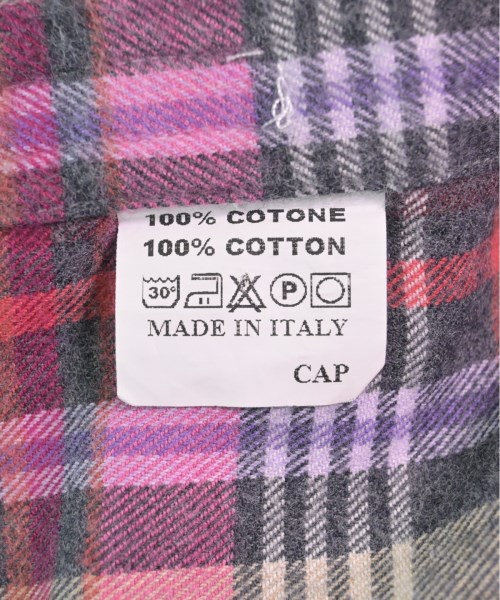 100% COTONE
100% COTTON
30° P
MADE IN ITALY
CAP